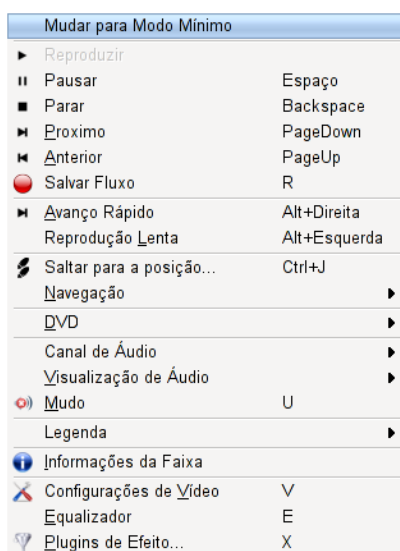 Mudar para Modo Mínimo
Reproduzir
Pausar Espaço
Parar Backspace
Proximo PageDown
Anterior PageUp
Salvar Fluxo R
Avanço Rápido Alt+Direita
Reprodução Lenta Alt+Esquerda
Saltar para a posição... Ctrl+J
Navegação
DVD
Canal de Áudio
Visualização de Áudio
Mudo U
Legenda
Informações da Faixa
Configurações de Vídeo V
Equalizador E
Plugins de Efeito... X